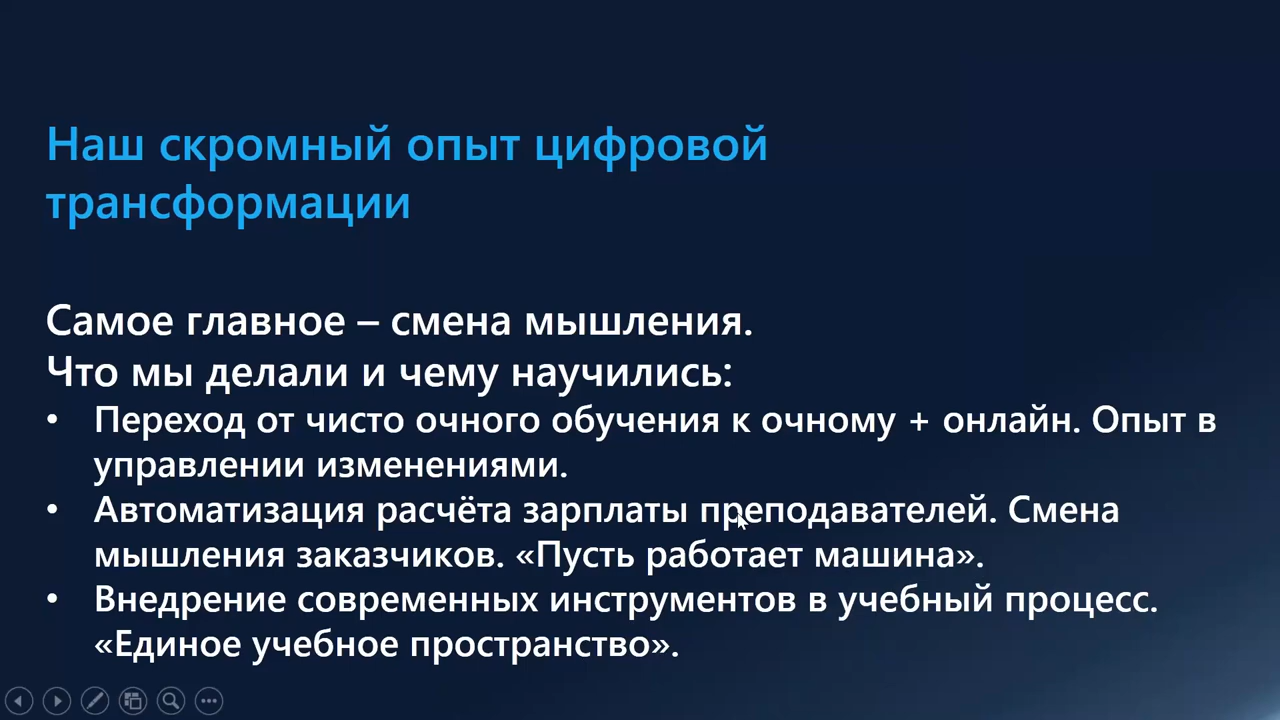 Наш скромный опыт цифровой
трансформации
Самое главное – смена мышления.
Что мы делали и чему научились:
• Переход от чисто очного обучения к очному + онлайн. Опыт в
управлении изменениями.
• Автоматизация расчёта зарплаты преподавателей. Смена
мышления заказчиков. «Пусть работает машина».
• Внедрение современных инструментов в учебный процесс.
«Единое учебное пространство».